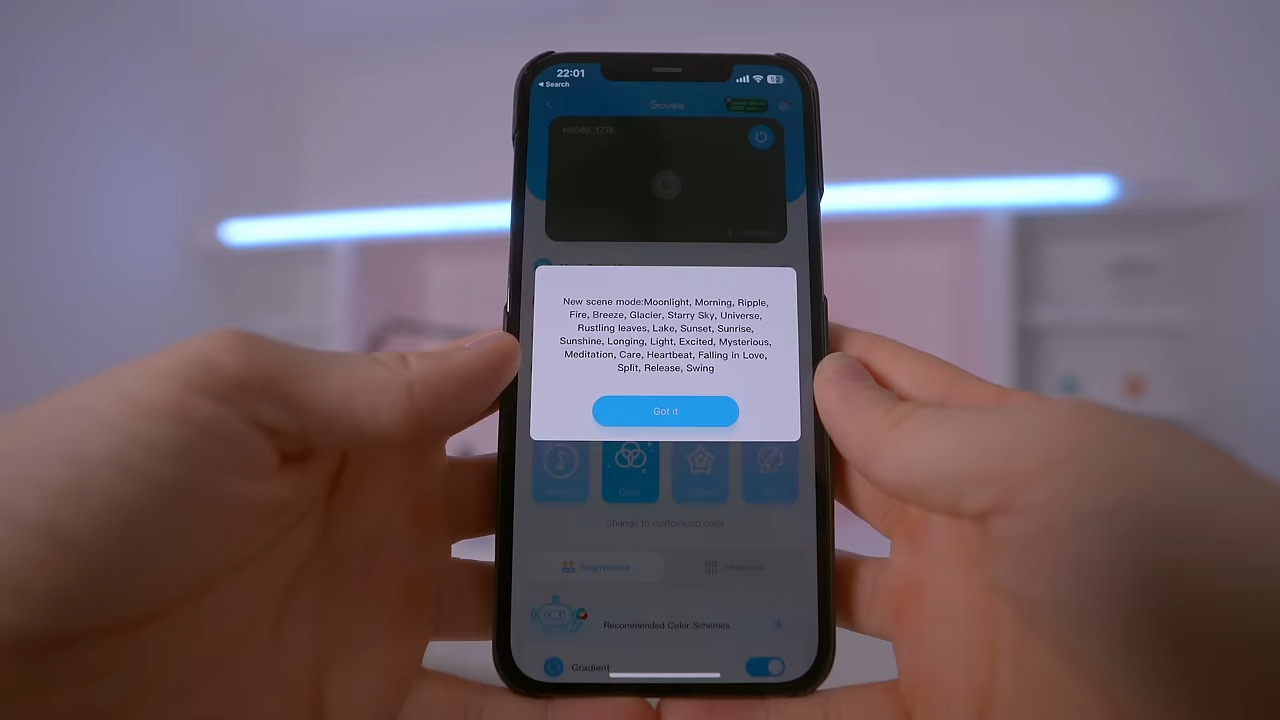 22:01
Search
Govee
New scene mode:Moonlight, Morning, Ripple,
Fire, Breeze, Glacier, Starry Sky, Universe,
Rustling leaves, Lake, Sunset, Sunrise,
Sunshine, Longing, Light, Excited, Mysterious,
Meditation, Care, Heartbeat, Falling in Love,
Split, Release, Swing
Got it
Color
Change to customized color
Segmented
Recommended Color Schemes
Gradient